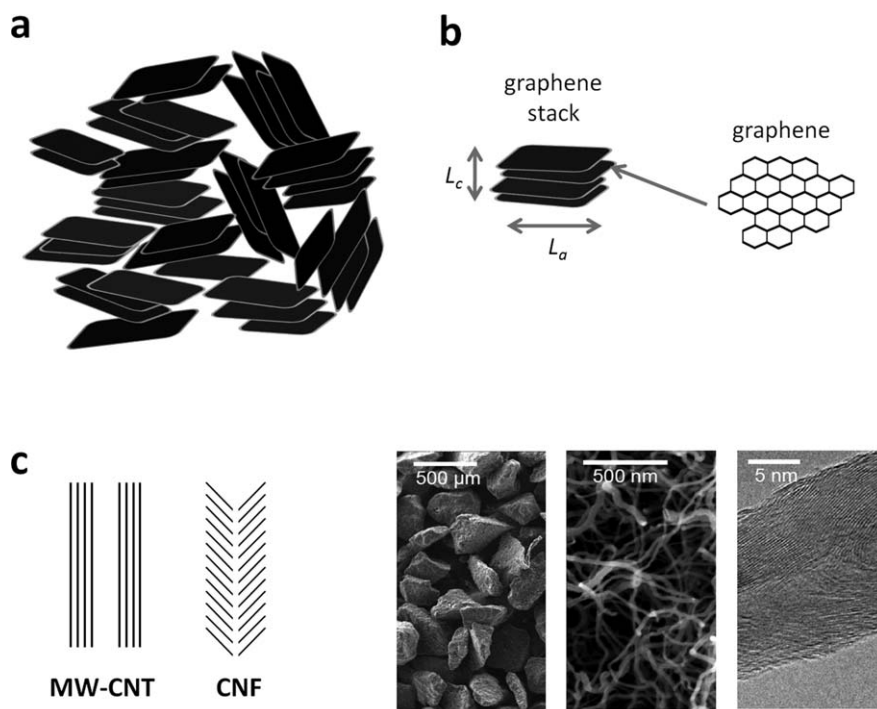 a
b
graphene
stack
graphene
Lc
La
c
500 µm
500 nm
5 nm
MW-CNT
CNF